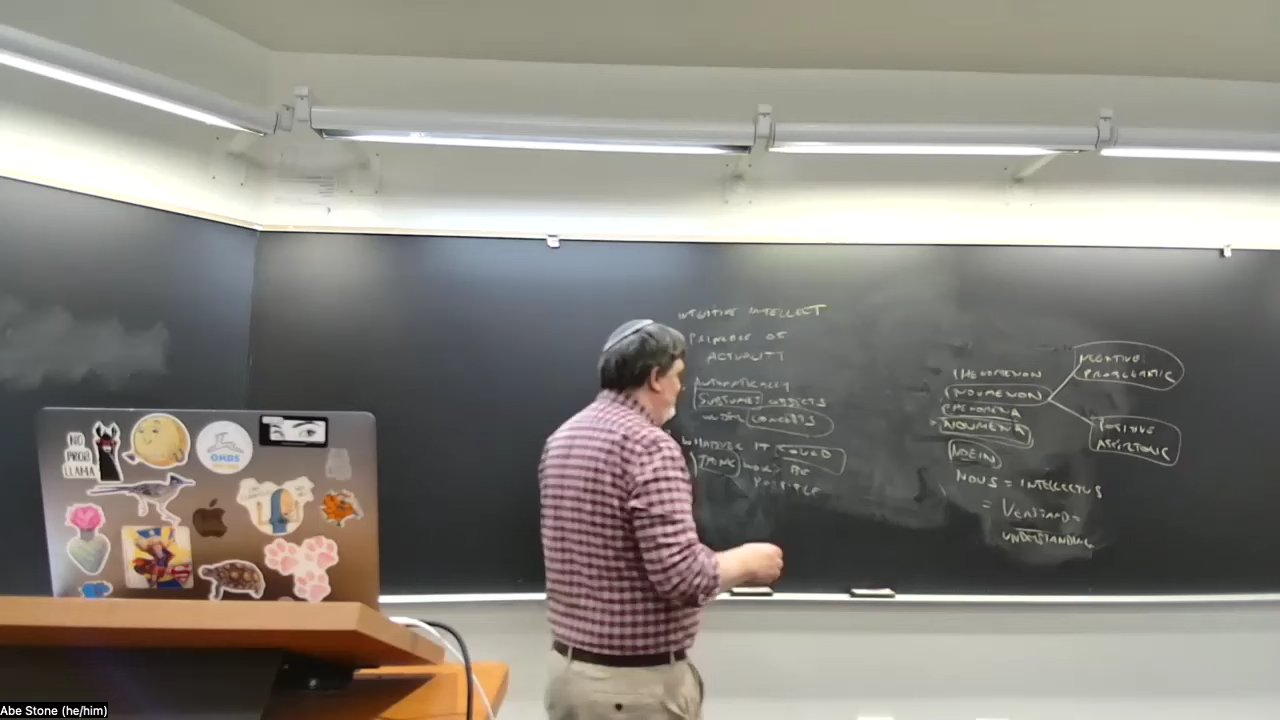 INTUITIVE INTELLECT
PRINCIPLE OF
ACTUALITY
AUTOMATICALLY
SUBSUMES OBJECTS
UNDER CONCEPTS
WHATEVER IT COULD
THINK WOULD BE
POSSIBLE
PHENOMENON
NOUMENON
PHENOMENA
NOUMENA
NOEIN
NOUS = INTELLECTUS
= VERSTAND =
UNDERSTANDING
NEGATIVE:
PROBLEMATIC
POSITIVE
ASSERTORIC
NO
PROB
LLAMA
Abe Stone (he/him)